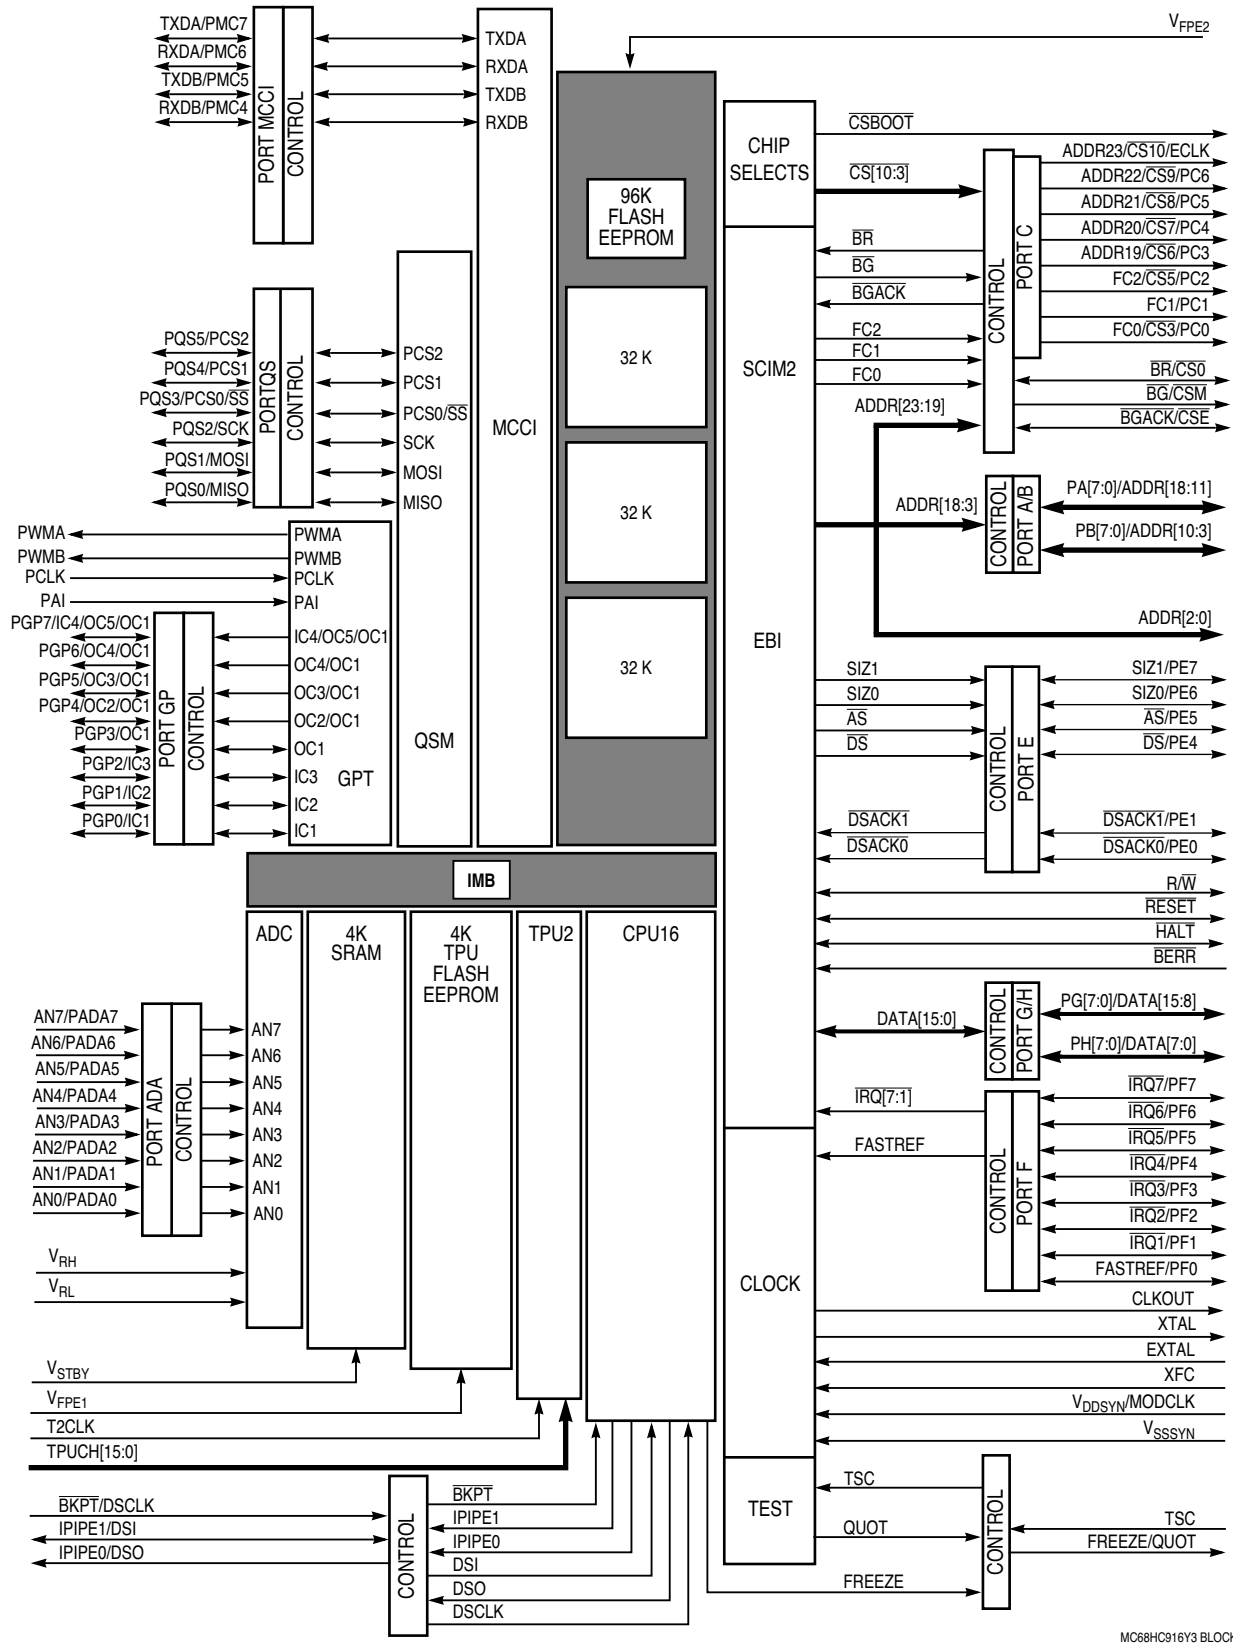 TXDA/PMC7
RXDA/PMC6
TXDB/PMC5
RXDB/PMC4
PORT MCCI
CONTROL
TXDA
RXDA
TXDB
RXDB
MCCI
VFPE2
96K
FLASH
EEPROM
32 K
32 K
32 K
CHIP
SELECTS
CSBOOT
CS[10:3]
BR
BG
BGACK
FC2
FC1
FC0
ADDR[23:19]
SCIM2
CONTROL
PORT C
ADDR23/CS10/ECLK
ADDR22/CS9/PC6
ADDR21/CS8/PC5
ADDR20/CS7/PC4
ADDR19/CS6/PC3
FC2/CS5/PC2
FC1/PC1
FC0/CS3/PC0
BR/CS0
BG/CSM
BGACK/CSE
PQS5/PCS2
PQS4/PCS1
PQS3/PCS0/SS
PQS2/SCK
PQS1/MOSI
PQS0/MISO
PORTQS
CONTROL
PCS2
PCS1
PCS0/SS
SCK
MOSI
MISO
QSM
ADDR[18:3]
CONTROL
PORT A/B
PA[7:0]/ADDR[18:11]
PB[7:0]/ADDR[10:3]
ADDR[2:0]
EBI
PWMA
PWMB
PCLK
PAI
PWMA
PWMB
PCLK
PAI
PGP7/IC4/OC5/OC1
PGP6/OC4/OC1
PGP5/OC3/OC1
PGP4/OC2/OC1
PGP3/OC1
PGP2/IC3
PGP1/IC2
PGP0/IC1
PORT GP
CONTROL
IC4/OC5/OC1
OC4/OC1
OC3/OC1
OC2/OC1
OC1
IC3
IC2
IC1
GPT
SIZ1
SIZ0
AS
DS
DSACK1
DSACK0
CONTROL
PORT E
SIZ1/PE7
SIZ0/PE6
AS/PE5
DS/PE4
DSACK1/PE1
DSACK0/PE0
R/W
RESET
HALT
BERR
IMB
ADC
4K
SRAM
4K
TPU
FLASH
EEPROM
TPU2
CPU16
DATA[15:0]
CONTROL
PORT G/H
PG[7:0]/DATA[15:8]
PH[7:0]/DATA[7:0]
AN7/PADA7
AN6/PADA6
AN5/PADA5
AN4/PADA4
AN3/PADA3
AN2/PADA2
AN1/PADA1
AN0/PADA0
PORT ADA
CONTROL
AN7
AN6
AN5
AN4
AN3
AN2
AN1
AN0
VRH
VRL
IRQ[7:1]
FASTREF
CONTROL
PORT F
IRQ7/PF7
IRQ6/PF6
IRQ5/PF5
IRQ4/PF4
IRQ3/PF3
IRQ2/PF2
IRQ1/PF1
FASTREF/PF0
CLOCK
CLKOUT
XTAL
EXTAL
XFC
VDDSYN/MODCLK
VSSSYN
VSTBY
VFPE1
T2CLK
TPUCH[15:0]
BKPT/DSCLK
IPIPE1/DSI
IPIPE0/DSO
CONTROL
BKPT
IPIPE1
IPIPE0
DSI
DSO
DSCLK
TEST
TSC
QUOT
FREEZE
CONTROL
TSC
FREEZE/QUOT
MC68HC916Y3 BLOCK